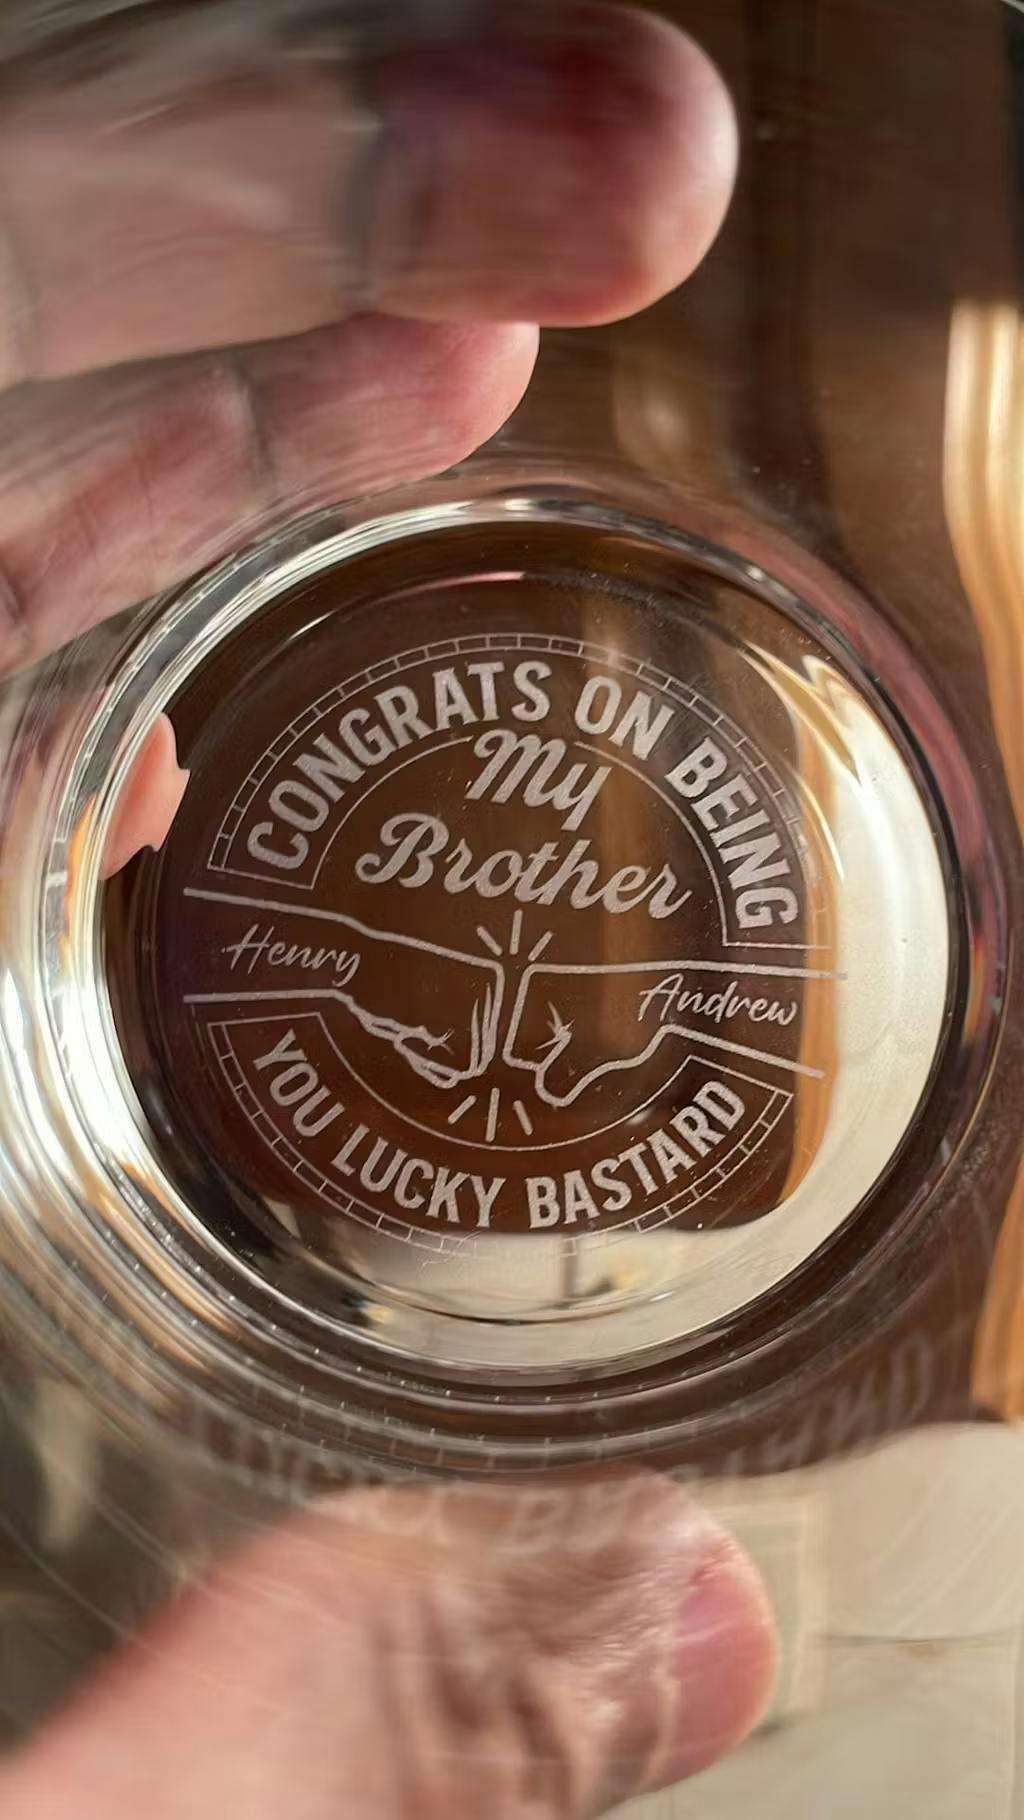 CONGRATS ON BEING
My
Brother
Henry
Andrew
YOU LUCKY BASTARD